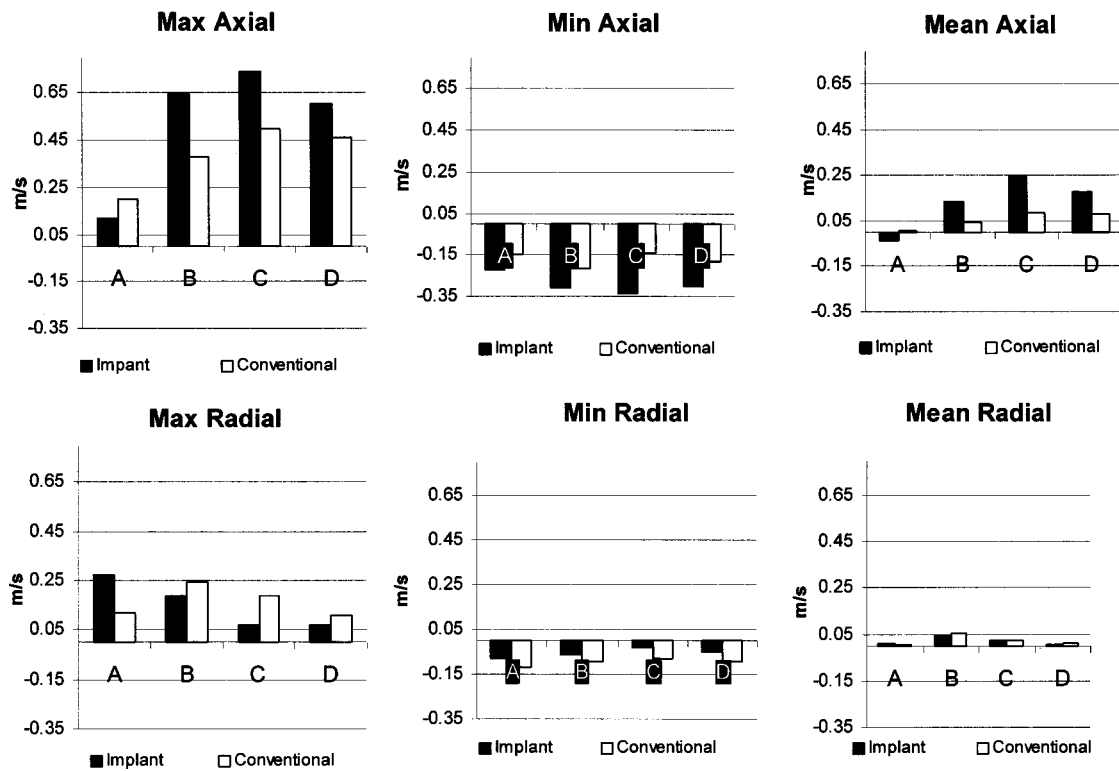 Max Axial
Min Axial
Mean Axial
m/s
0.65
0.45
0.25
0.05
-0.15
-0.35
A B C D
Impant Conventional
m/s
0.65
0.45
0.25
0.05
-0.15
-0.35
A B C D
Implant Conventional
m/s
0.65
0.45
0.25
0.05
-0.15
-0.35
A B C D
Implant Conventional
Max Radial
Min Radial
Mean Radial
m/s
0.65
0.45
0.25
0.05
-0.15
-0.35
A B C D
Implant Conventional
m/s
0.65
0.45
0.25
0.05
-0.15
-0.35
A B C D
Implant Conventional
m/s
0.65
0.45
0.25
0.05
-0.15
-0.35
A B C D
Implant Conventional